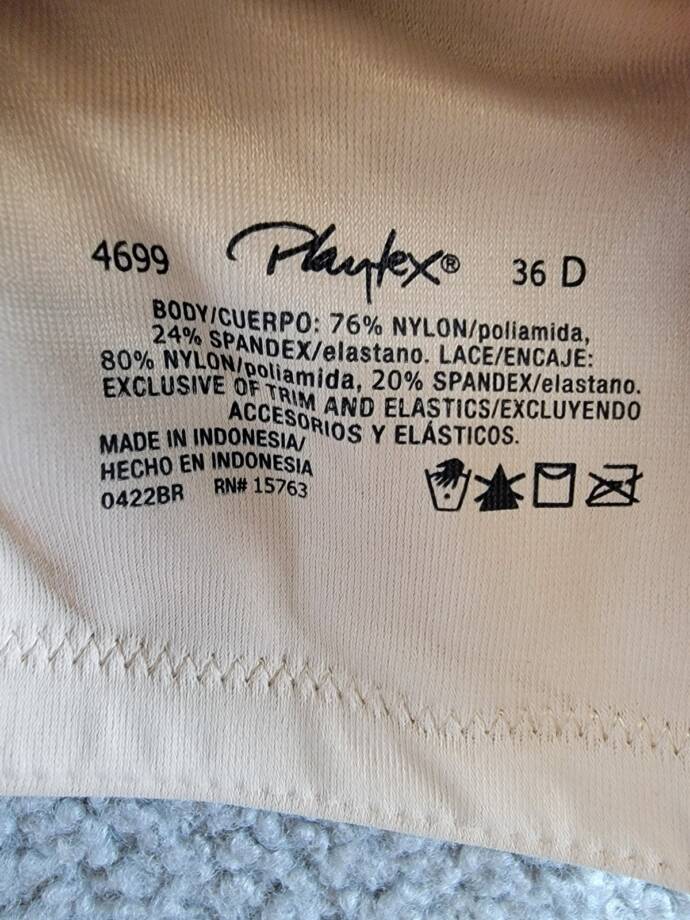 4699 Playtex® 36 D
BODY/CUERPO: 76% NYLON/poliamida,
24% SPANDEX/elastano. LACE/ENCAJE:
80% NYLON/poliamida, 20% SPANDEX/elastano.
EXCLUSIVE OF TRIM AND ELASTICS/EXCLUYENDO
ACCESORIOS Y ELÁSTICOS.
MADE IN INDONESIA/
HECHO EN INDONESIA
0422BR RN# 15763